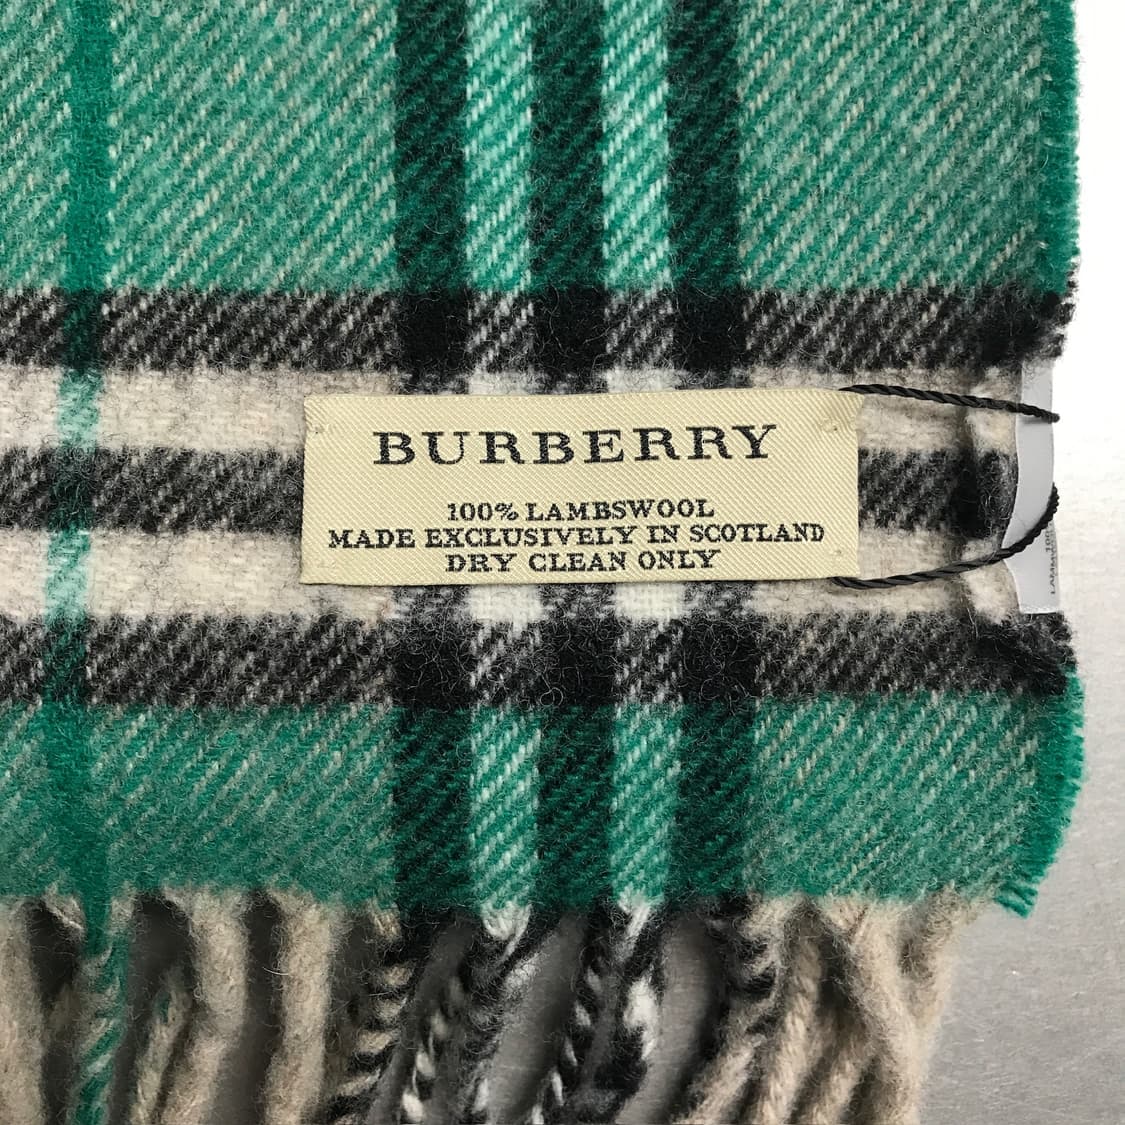 BURBERRY
100% LAMBSWOOL
MADE EXCLUSIVELY IN SCOTLAND
DRY CLEAN ONLY